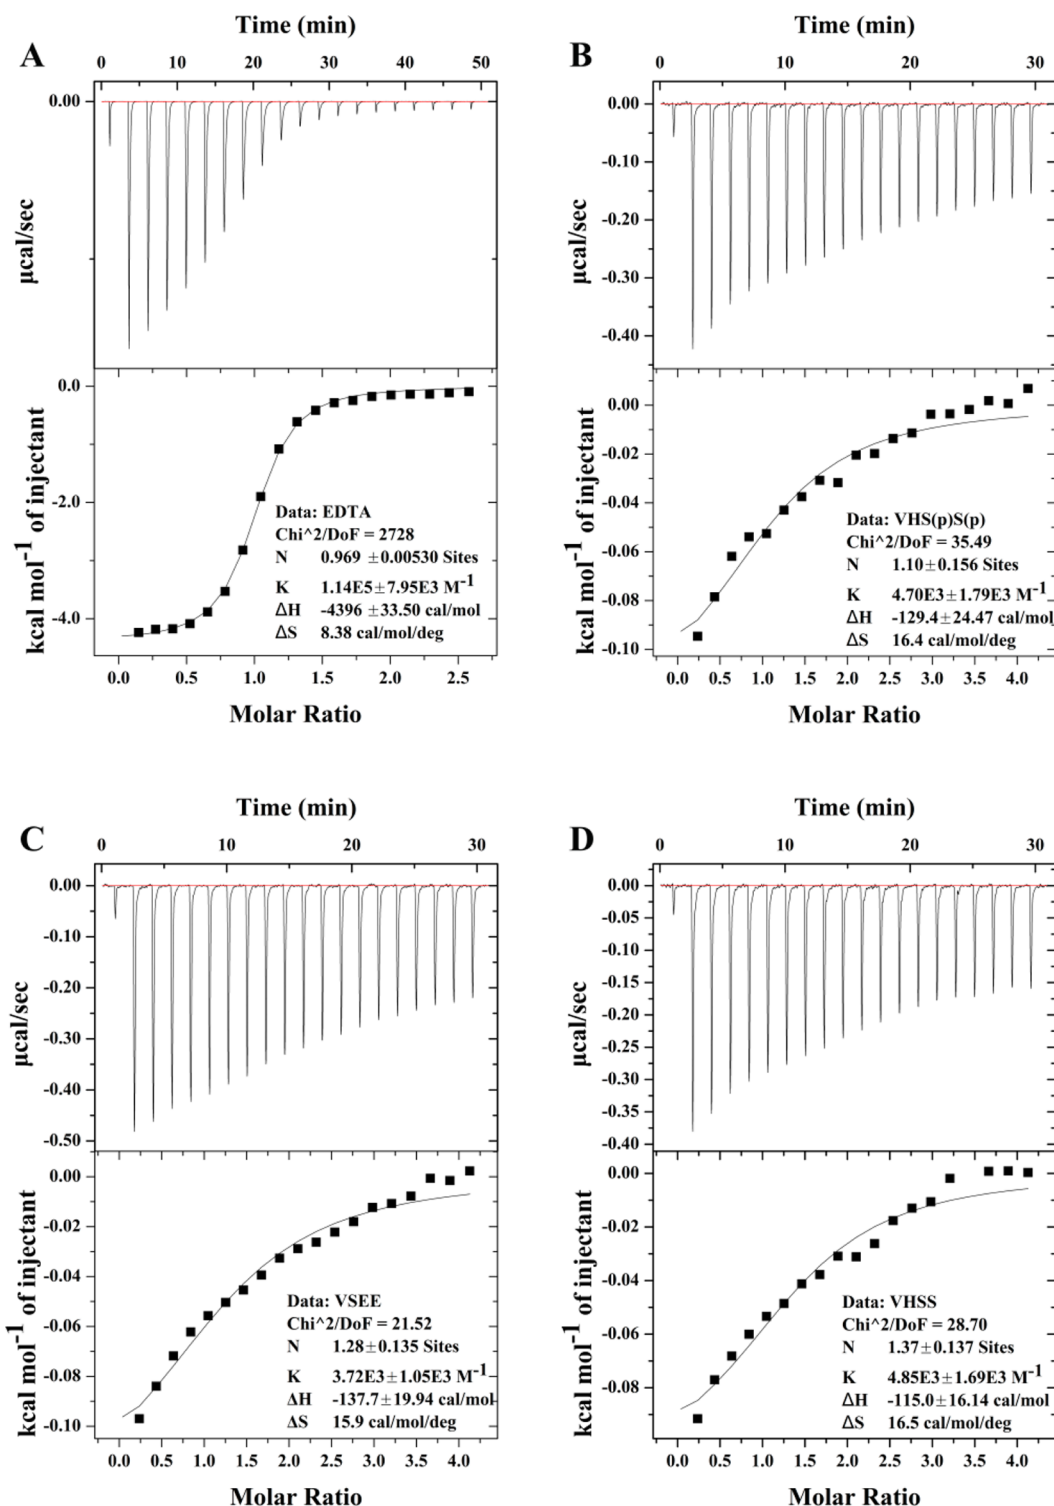 A
Time (min)
0 10 20 30 40 50
0.00
µcal/sec
0.0
-2.0
-4.0
kcal mol⁻¹ of injectant
Data: EDTA
Chi^2/DoF = 2728
N 0.969 ±0.00530 Sites
K 1.14E5±7.95E3 M⁻¹
ΔH -4396 ±33.50 cal/mol
ΔS 8.38 cal/mol/deg
0.0 0.5 1.0 1.5 2.0 2.5
Molar Ratio
B
Time (min)
0 10 20 30
0.00
-0.10
-0.20
-0.30
-0.40
µcal/sec
0.00
-0.02
-0.04
-0.06
-0.08
-0.10
kcal mol⁻¹ of injectant
Data: VHS(p)S(p)
Chi^2/DoF = 35.49
N 1.10±0.156 Sites
K 4.70E3±1.79E3 M⁻¹
ΔH -129.4±24.47 cal/mol
ΔS 16.4 cal/mol/deg
0.0 0.5 1.0 1.5 2.0 2.5 3.0 3.5 4.0
Molar Ratio
C
Time (min)
0 10 20 30
0.00
-0.10
-0.20
-0.30
-0.40
-0.50
µcal/sec
0.00
-0.02
-0.04
-0.06
-0.08
-0.10
kcal mol⁻¹ of injectant
Data: VSEE
Chi^2/DoF = 21.52
N 1.28±0.135 Sites
K 3.72E3±1.05E3 M⁻¹
ΔH -137.7±19.94 cal/mol
ΔS 15.9 cal/mol/deg
0.0 0.5 1.0 1.5 2.0 2.5 3.0 3.5 4.0
Molar Ratio
D
Time (min)
0 10 20 30
0.00
-0.05
-0.10
-0.15
-0.20
-0.25
-0.30
-0.35
-0.40
µcal/sec
0.00
-0.02
-0.04
-0.06
-0.08
kcal mol⁻¹ of injectant
Data: VHSS
Chi^2/DoF = 28.70
N 1.37±0.137 Sites
K 4.85E3±1.69E3 M⁻¹
ΔH -115.0±16.14 cal/mol
ΔS 16.5 cal/mol/deg
0.0 0.5 1.0 1.5 2.0 2.5 3.0 3.5 4.0
Molar Ratio